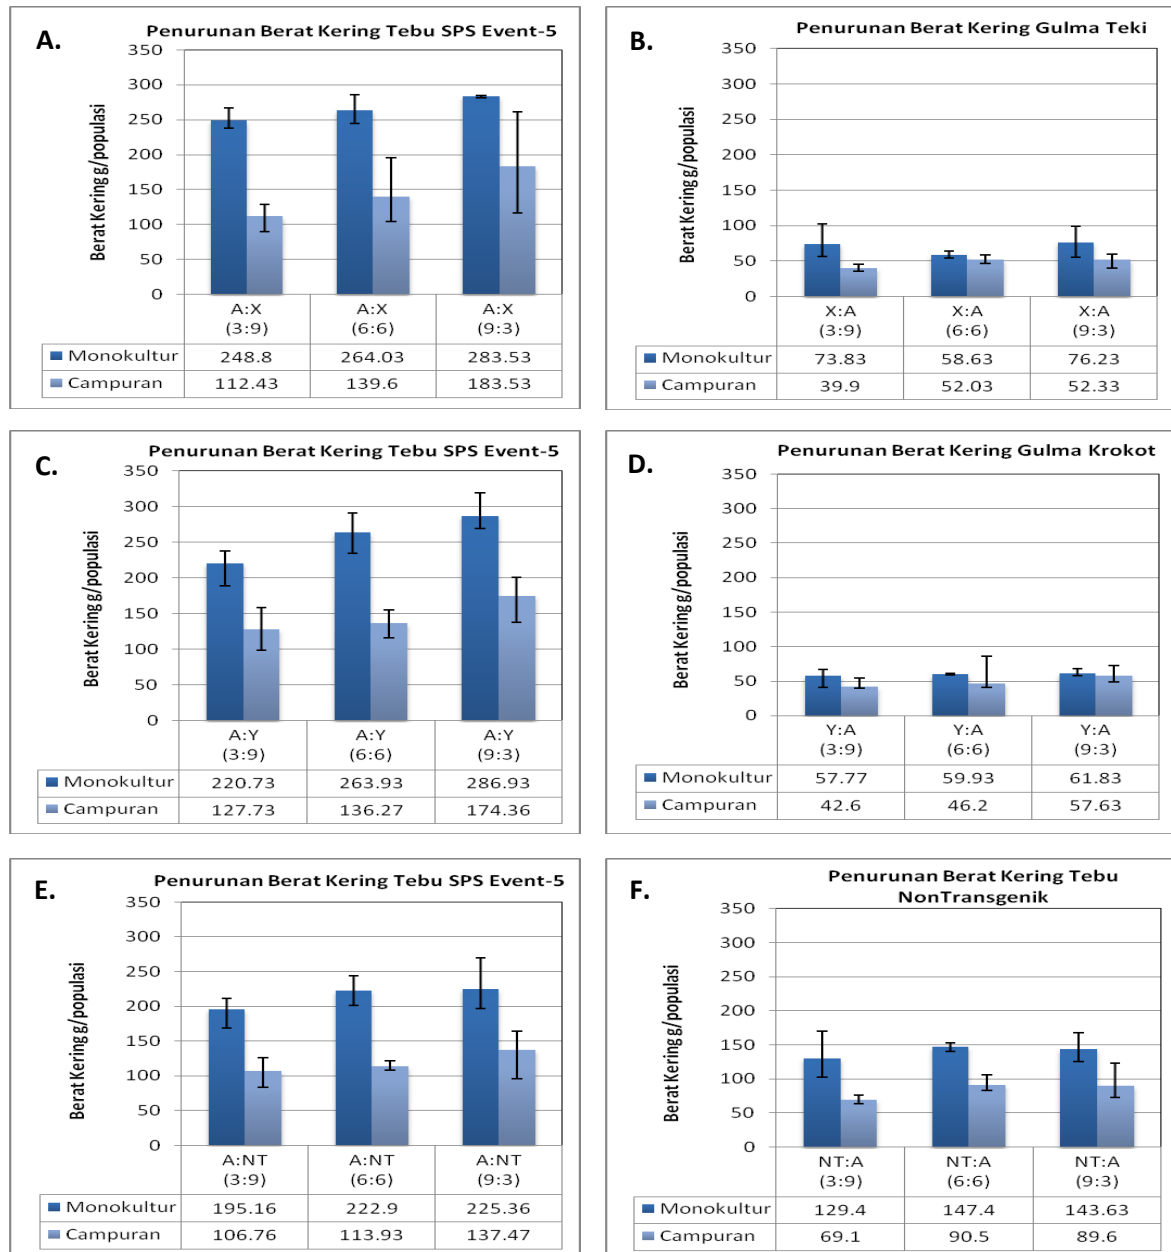 A.
Penurunan Berat Kering Tebu SPS Event-5
Berat Kering g/populasi
350
300
250
200
150
100
50
0
A:X (3:9) A:X (6:6) A:X (9:3)
Monokultur 248.8 264.03 283.53
Campuran 112.43 139.6 183.53
B.
Penurunan Berat Kering Gulma Teki
Berat Kering g/populasi
350
300
250
200
150
100
50
0
X:A (3:9) X:A (6:6) X:A (9:3)
Monokultur 73.83 58.63 76.23
Campuran 39.9 52.03 52.33
C.
Penurunan Berat Kering Tebu SPS Event-5
Berat Kering g/populasi
350
300
250
200
150
100
50
0
A:Y (3:9) A:Y (6:6) A:Y (9:3)
Monokultur 220.73 263.93 286.93
Campuran 127.73 136.27 174.36
D.
Penurunan Berat Kering Gulma Krokot
Berat Kering g/populasi
350
300
250
200
150
100
50
0
Y:A (3:9) Y:A (6:6) Y:A (9:3)
Monokultur 57.77 59.93 61.83
Campuran 42.6 46.2 57.63
E.
Penurunan Berat Kering Tebu SPS Event-5
Berat Kering g/populasi
350
300
250
200
150
100
50
0
A:NT (3:9) A:NT (6:6) A:NT (9:3)
Monokultur 195.16 222.9 225.36
Campuran 106.76 113.93 137.47
F.
Penurunan Berat Kering Tebu
NonTransgenik
Berat Kering g/populasi
350
300
250
200
150
100
50
0
NT:A (3:9) NT:A (6:6) NT:A (9:3)
Monokultur 129.4 147.4 143.63
Campuran 69.1 90.5 89.6